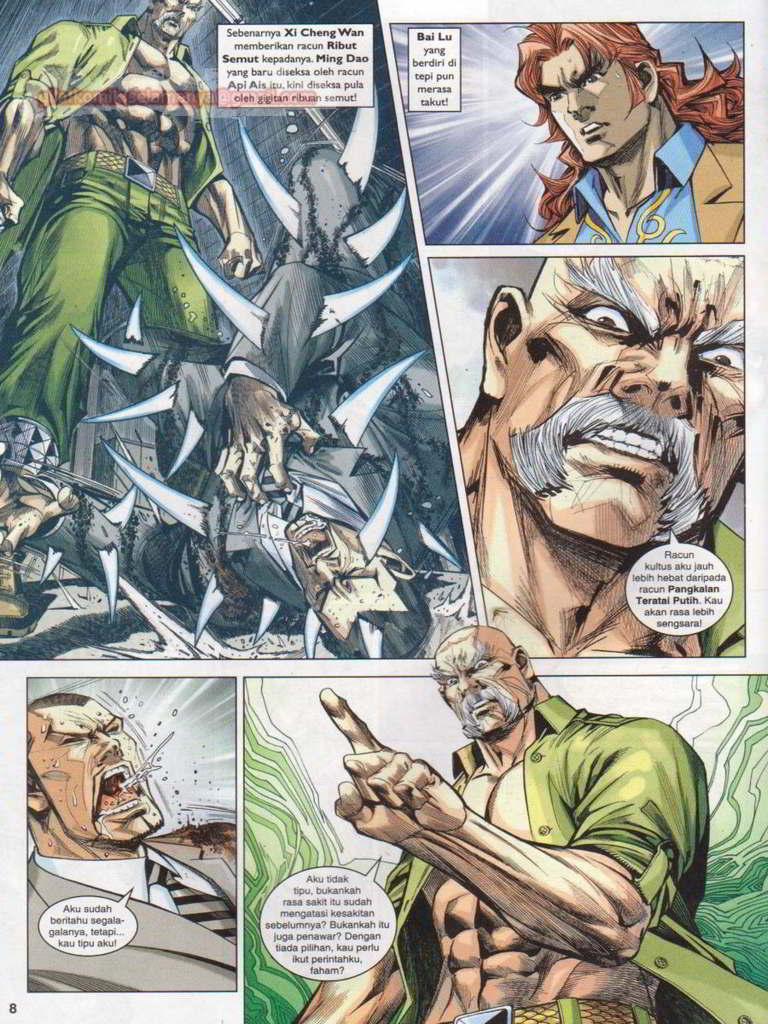 Sebenarnya Xi Cheng Wan
memberikan racun Ribut
Semut kepadanya. Ming Dao
yang baru diseksa oleh racun
Api Ais itu, kini diseksa pula
oleh gigitan ribuan semut!
Bai Lu
yang
berdiri di
tepi pun
merasa
takut!
Racun
kultus aku jauh
lebih hebat daripada
racun Pangkalan
Teratai Putih. Kau
akan rasa lebih
sengsara!
Aku sudah
beritahu segala-
galanya, tetapi...
kau tipu aku!
Aku tidak
tipu, bukankah
rasa sakit itu sudah
mengatasi kesakitan
sebelumnya? Bukankah itu
juga penawar? Dengan
tiada pilihan, kau perlu
ikut perintahku,
faham?
8